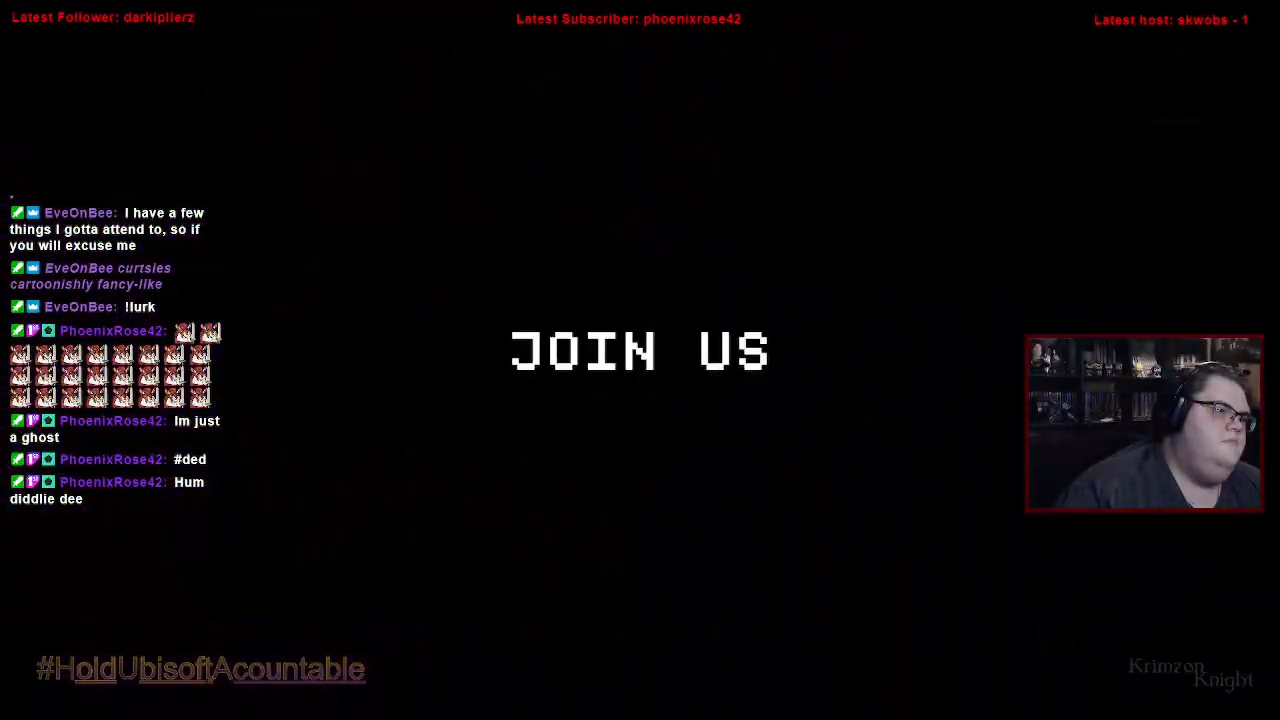 Latest Follower: darkiplierz
Latest Subscriber: phoenixrose42
Latest host: skwobs - 1
EveOnBee: I have a few
things I gotta attend to, so if
you will excuse me
EveOnBee curtsies
cartoonishly fancy-like
EveOnBee: !lurk
PhoenixRose42:
PhoenixRose42: Im just
a ghost
PhoenixRose42: #ded
PhoenixRose42: Hum
diddlie dee
JOIN US
#HoldUbisoftAcountable
Krimzon
Knight